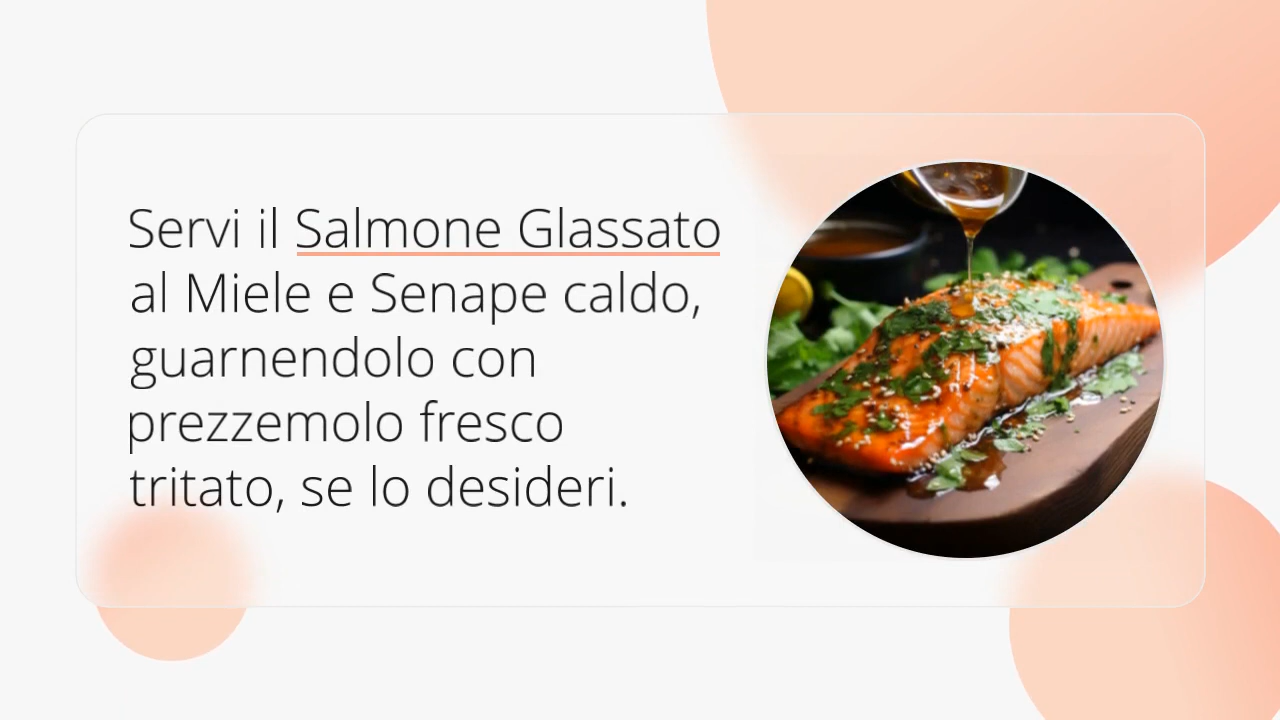 Servi il Salmone Glassato
al Miele e Senape caldo,
guarnendolo con
prezzemolo fresco
tritato, se lo desideri.